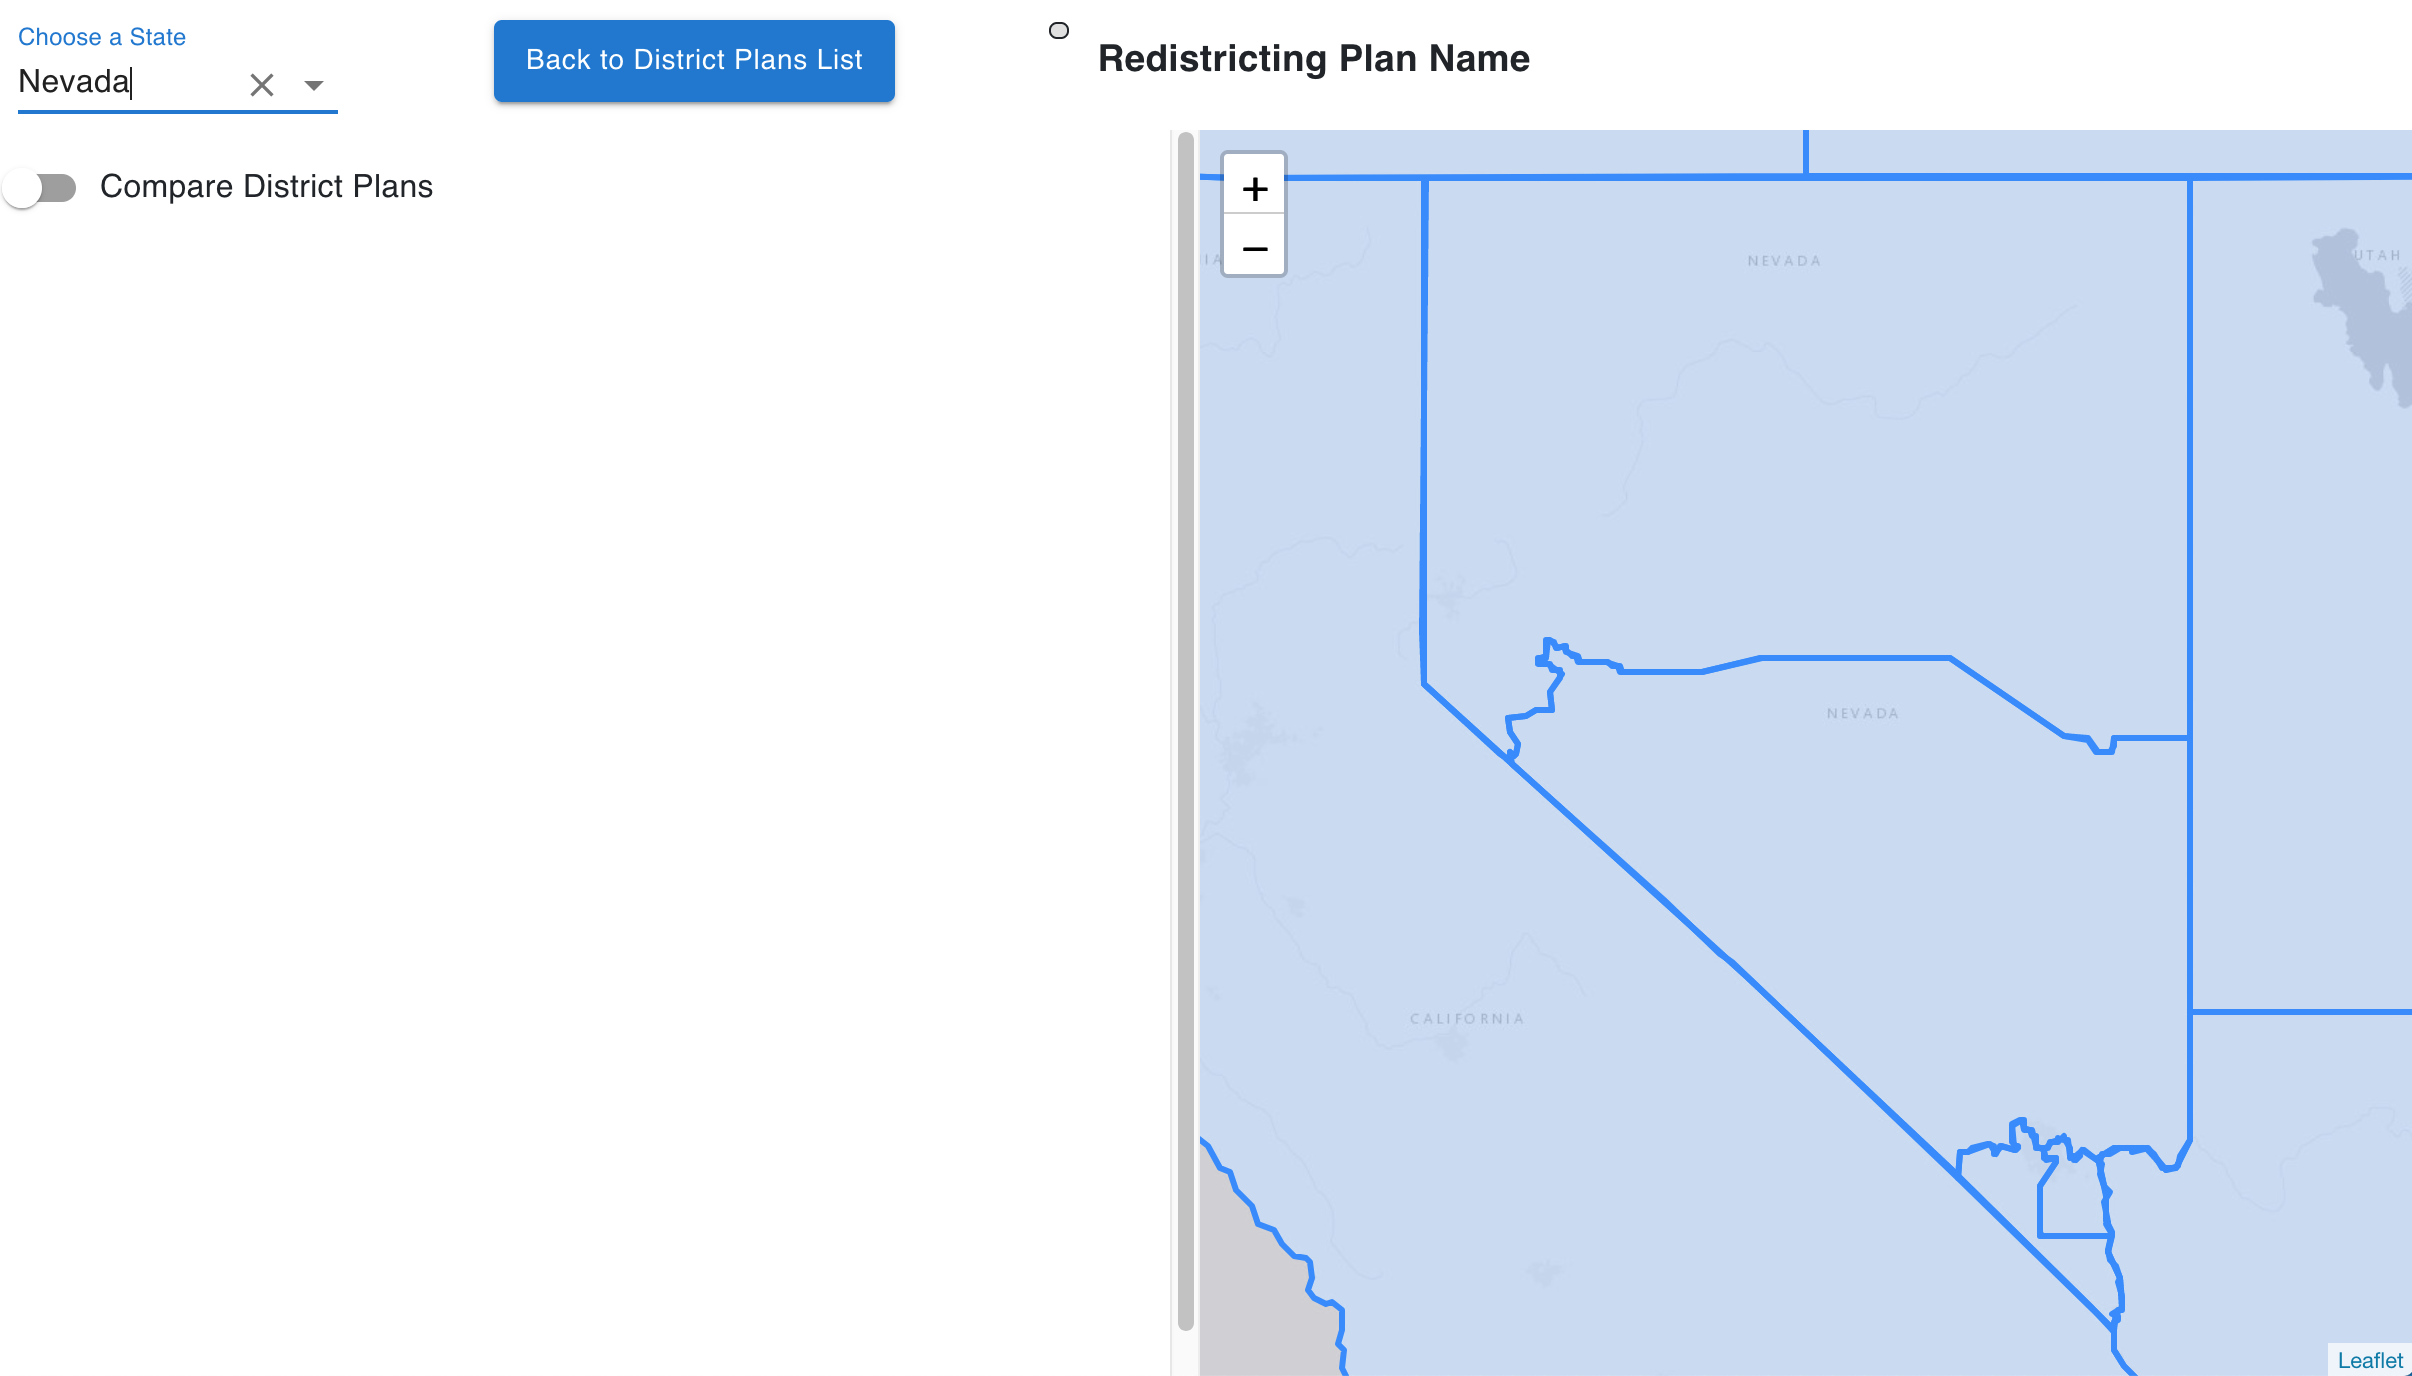 Choose a State
Nevada
Back to District Plans List
Redistricting Plan Name
Compare District Plans
+
−
IA
NEVADA
UTAH
NEVADA
CALIFORNIA
Leaflet